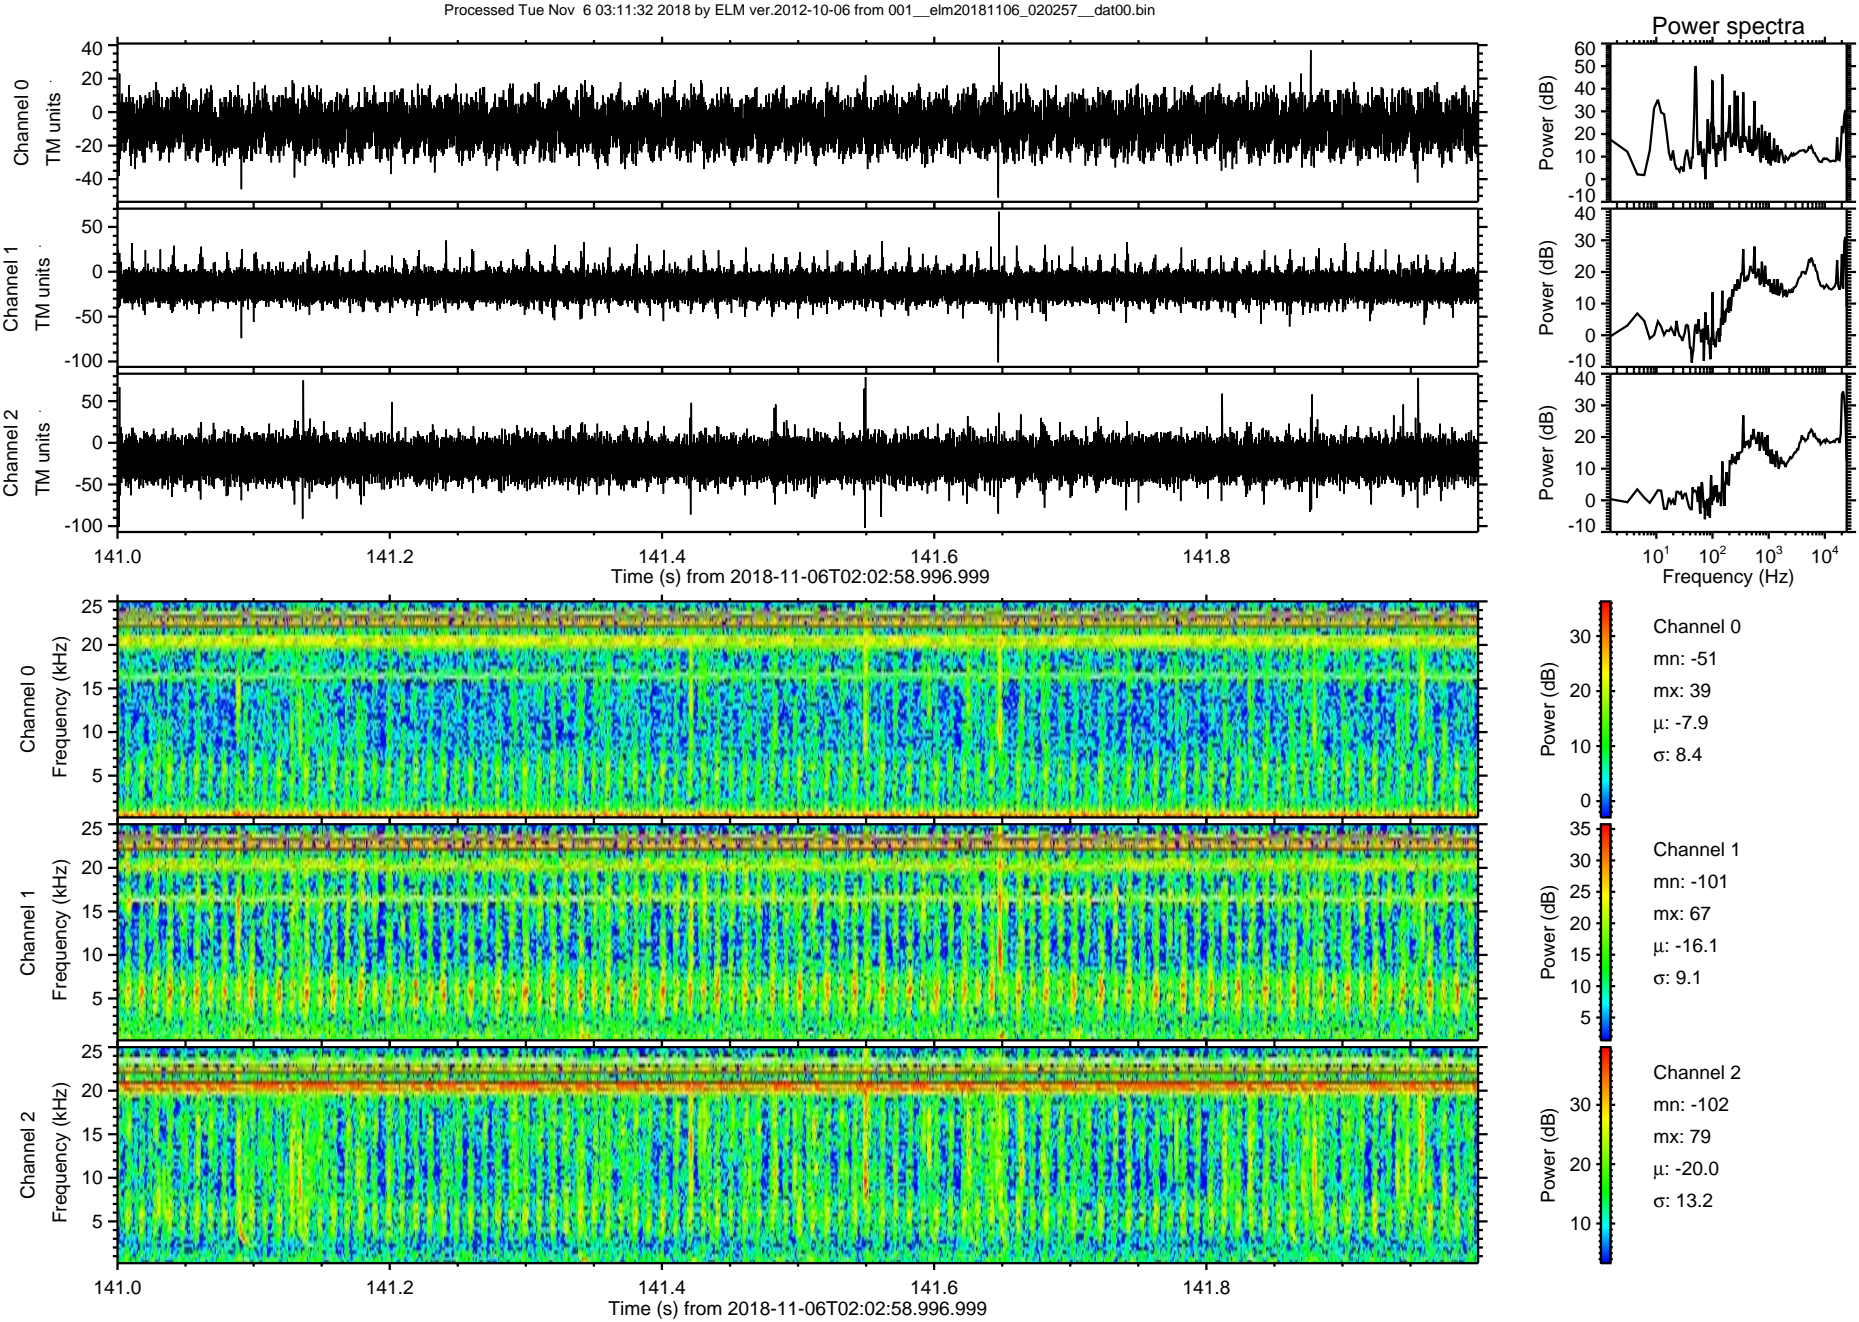 Processed Tue Nov  6 03:11:32 2018 by ELM ver.2012-10-06 from 001__elm20181106_020257__dat00.bin
Power spectra
Channel 0
TM units
40
20
0
-20
-40
Power (dB)
60
50
40
30
20
10
0
-10
Channel 1
TM units
50
0
-50
-100
Power (dB)
40
30
20
10
0
-10
Channel 2
TM units
50
0
-50
-100
Power (dB)
40
30
20
10
0
-10
141.0 141.2 141.4 141.6 141.8
Time (s) from 2018-11-06T02:02:58.996.999
10^1 10^2 10^3 10^4
Frequency (Hz)
Channel 0
Frequency (kHz)
25
20
15
10
5
Power (dB)
30
20
10
0
Channel 0
mn: -51
mx: 39
μ: -7.9
σ: 8.4
Channel 1
Frequency (kHz)
25
20
15
10
5
Power (dB)
35
30
25
20
15
10
5
Channel 1
mn: -101
mx: 67
μ: -16.1
σ: 9.1
Channel 2
Frequency (kHz)
25
20
15
10
5
Power (dB)
30
20
10
Channel 2
mn: -102
mx: 79
μ: -20.0
σ: 13.2
141.0 141.2 141.4 141.6 141.8
Time (s) from 2018-11-06T02:02:58.996.999